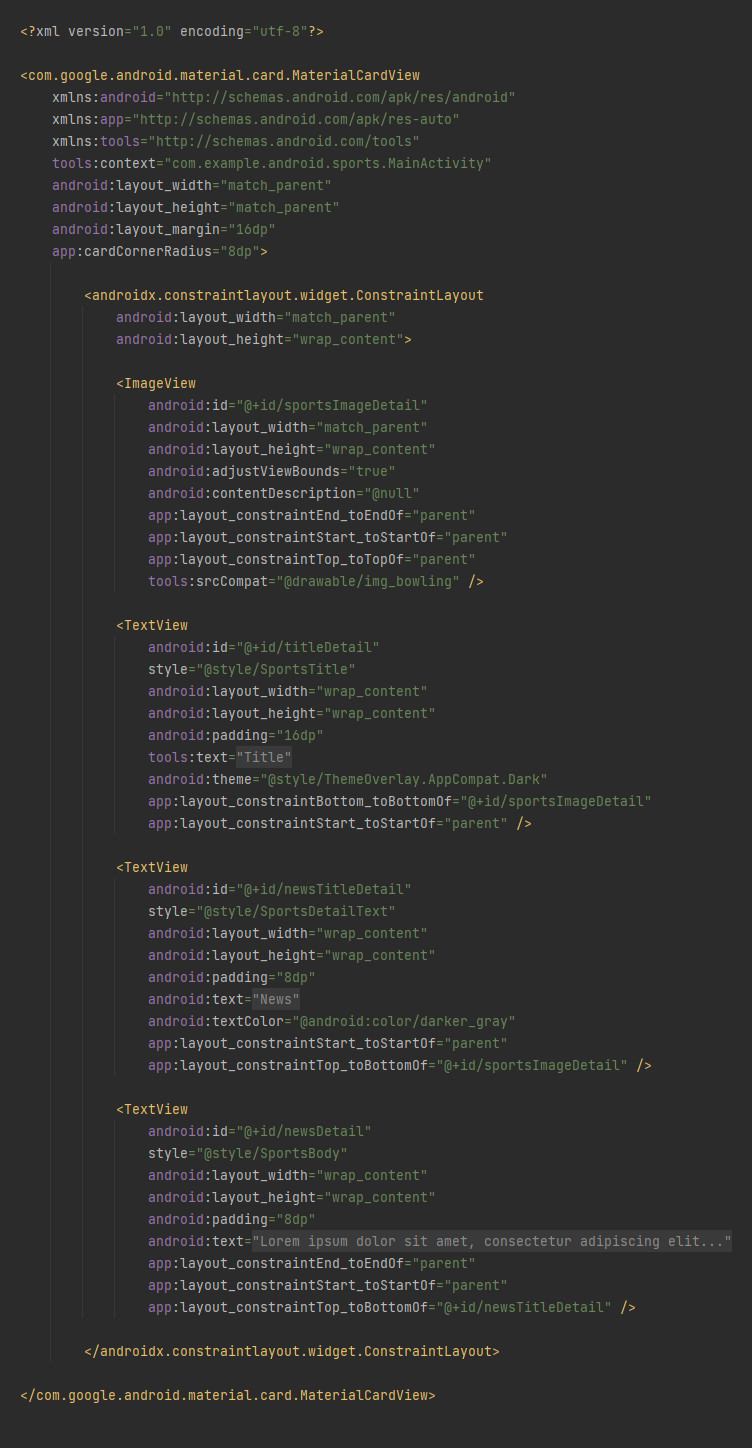 <?xml version="1.0" encoding="utf-8"?>
<com.google.android.material.card.MaterialCardView
xmlns:android="http://schemas.android.com/apk/res/android"
xmlns:app="http://schemas.android.com/apk/res-auto"
xmlns:tools="http://schemas.android.com/tools"
tools:context="com.example.android.sports.MainActivity"
android:layout_width="match_parent"
android:layout_height="match_parent"
android:layout_margin="16dp"
app:cardCornerRadius="8dp">
<androidx.constraintlayout.widget.ConstraintLayout
android:layout_width="match_parent"
android:layout_height="wrap_content">
<ImageView
android:id="@+id/sportsImageDetail"
android:layout_width="match_parent"
android:layout_height="wrap_content"
android:adjustViewBounds="true"
android:contentDescription="@null"
app:layout_constraintEnd_toEndOf="parent"
app:layout_constraintStart_toStartOf="parent"
app:layout_constraintTop_toTopOf="parent"
tools:srcCompat="@drawable/img_bowling" />
<TextView
android:id="@+id/titleDetail"
style="@style/SportsTitle"
android:layout_width="wrap_content"
android:layout_height="wrap_content"
android:padding="16dp"
tools:text="Title"
android:theme="@style/ThemeOverlay.AppCompat.Dark"
app:layout_constraintBottom_toBottomOf="@+id/sportsImageDetail"
app:layout_constraintStart_toStartOf="parent" />
<TextView
android:id="@+id/newsTitleDetail"
style="@style/SportsDetailText"
android:layout_width="wrap_content"
android:layout_height="wrap_content"
android:padding="8dp"
android:text="News"
android:textColor="@android:color/darker_gray"
app:layout_constraintStart_toStartOf="parent"
app:layout_constraintTop_toBottomOf="@+id/sportsImageDetail" />
<TextView
android:id="@+id/newsDetail"
style="@style/SportsBody"
android:layout_width="wrap_content"
android:layout_height="wrap_content"
android:padding="8dp"
android:text="Lorem ipsum dolor sit amet, consectetur adipiscing elit..."
app:layout_constraintEnd_toEndOf="parent"
app:layout_constraintStart_toStartOf="parent"
app:layout_constraintTop_toBottomOf="@+id/newsTitleDetail" />
</androidx.constraintlayout.widget.ConstraintLayout>
</com.google.android.material.card.MaterialCardView>